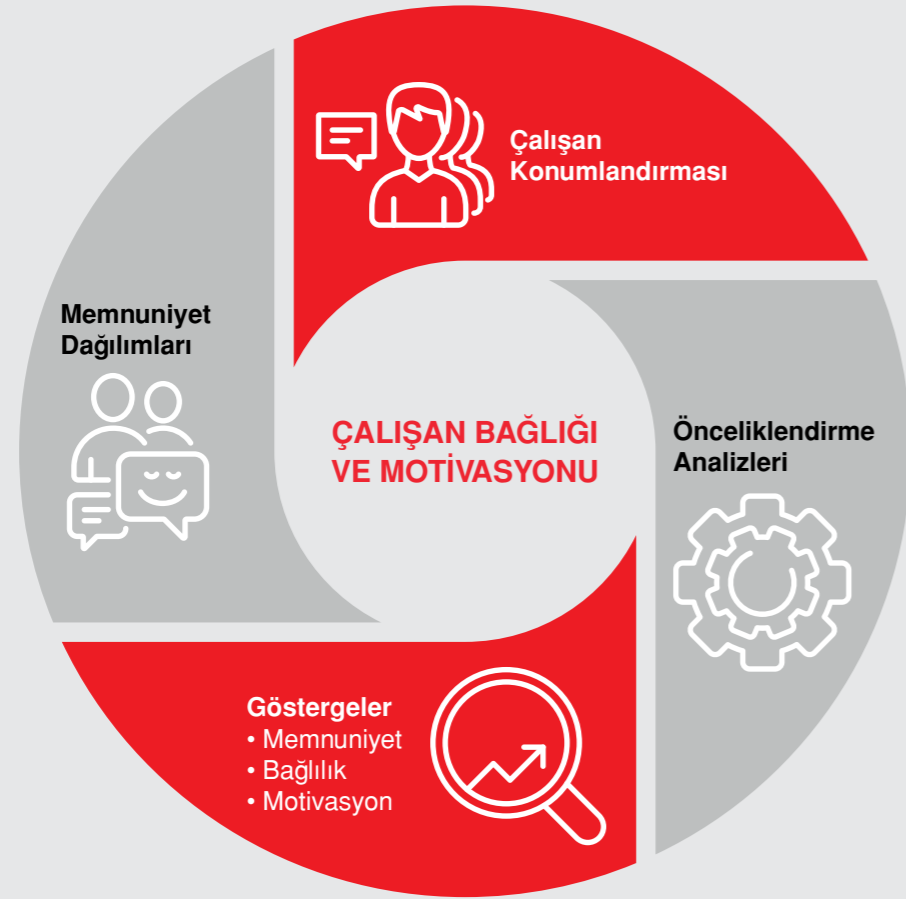 Çalışan
Konumlandırması
Memnuniyet
Dağılımları
ÇALIŞAN BAĞLIĞI
VE MOTİVASYONU
Önceliklendirme
Analizleri
Göstergeler
• Memnuniyet
• Bağlılık
• Motivasyon